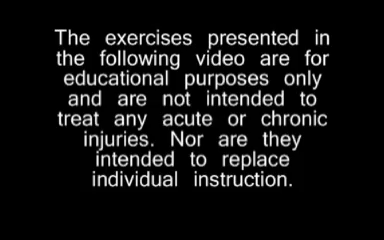 The exercises presented in
the following video are for
educational purposes only
and are not intended to
treat any acute or chronic
injuries. Nor are they
intended to replace
individual instruction.